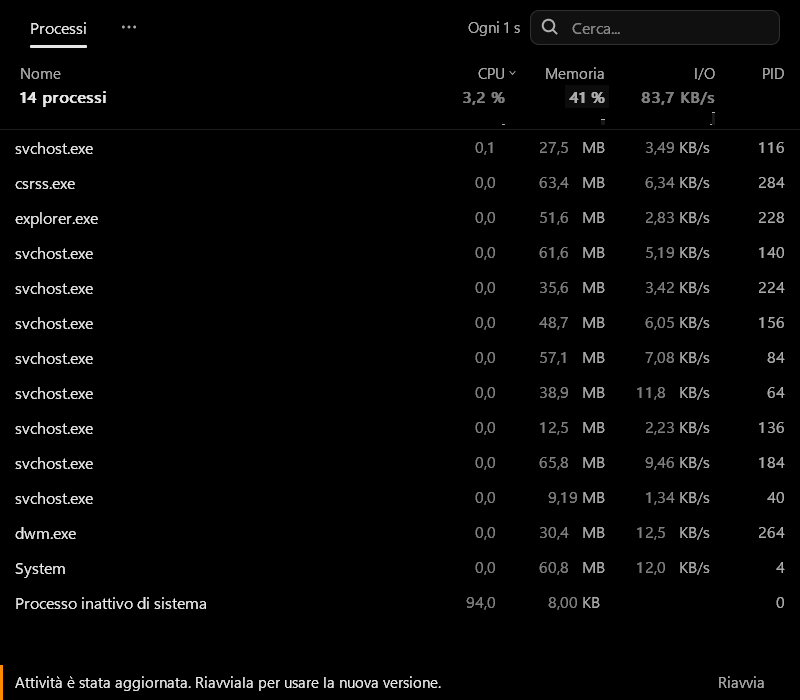 Processi ··· Ogni 1 s Cerca...
Nome CPU Memoria I/O PID
14 processi 3,2 % 41 % 83,7 KB/s
svchost.exe 0,1 27,5 MB 3,49 KB/s 116
csrss.exe 0,0 63,4 MB 6,34 KB/s 284
explorer.exe 0,0 51,6 MB 2,83 KB/s 228
svchost.exe 0,0 61,6 MB 5,19 KB/s 140
svchost.exe 0,0 35,6 MB 3,42 KB/s 224
svchost.exe 0,0 48,7 MB 6,05 KB/s 156
svchost.exe 0,0 57,1 MB 7,08 KB/s 84
svchost.exe 0,0 38,9 MB 11,8 KB/s 64
svchost.exe 0,0 12,5 MB 2,23 KB/s 136
svchost.exe 0,0 65,8 MB 9,46 KB/s 184
svchost.exe 0,0 9,19 MB 1,34 KB/s 40
dwm.exe 0,0 30,4 MB 12,5 KB/s 264
System 0,0 60,8 MB 12,0 KB/s 4
Processo inattivo di sistema 94,0 8,00 KB 0
Attività è stata aggiornata. Riavviala per usare la nuova versione. Riavvia